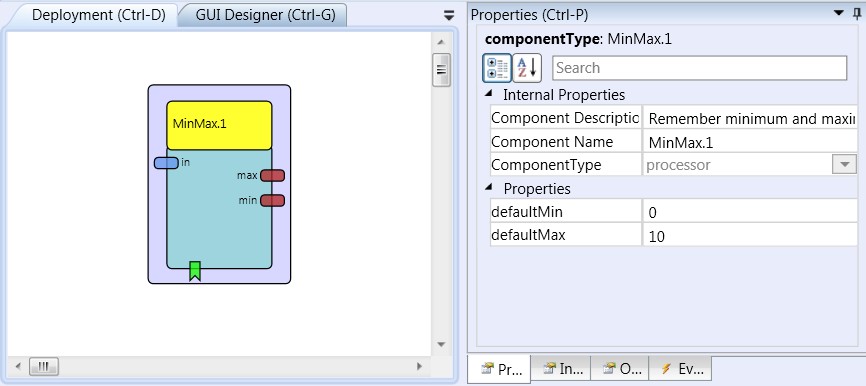 Deployment (Ctrl-D)
GUI Designer (Ctrl-G)
MinMax.1
in
max
min
Properties (Ctrl-P)
componentType: MinMax.1
A
Z
Search
Internal Properties
Component Descriptio Remember minimum and maxi
Component Name MinMax.1
ComponentType processor
Properties
defaultMin 0
defaultMax 10
Pr... In... O... Ev...